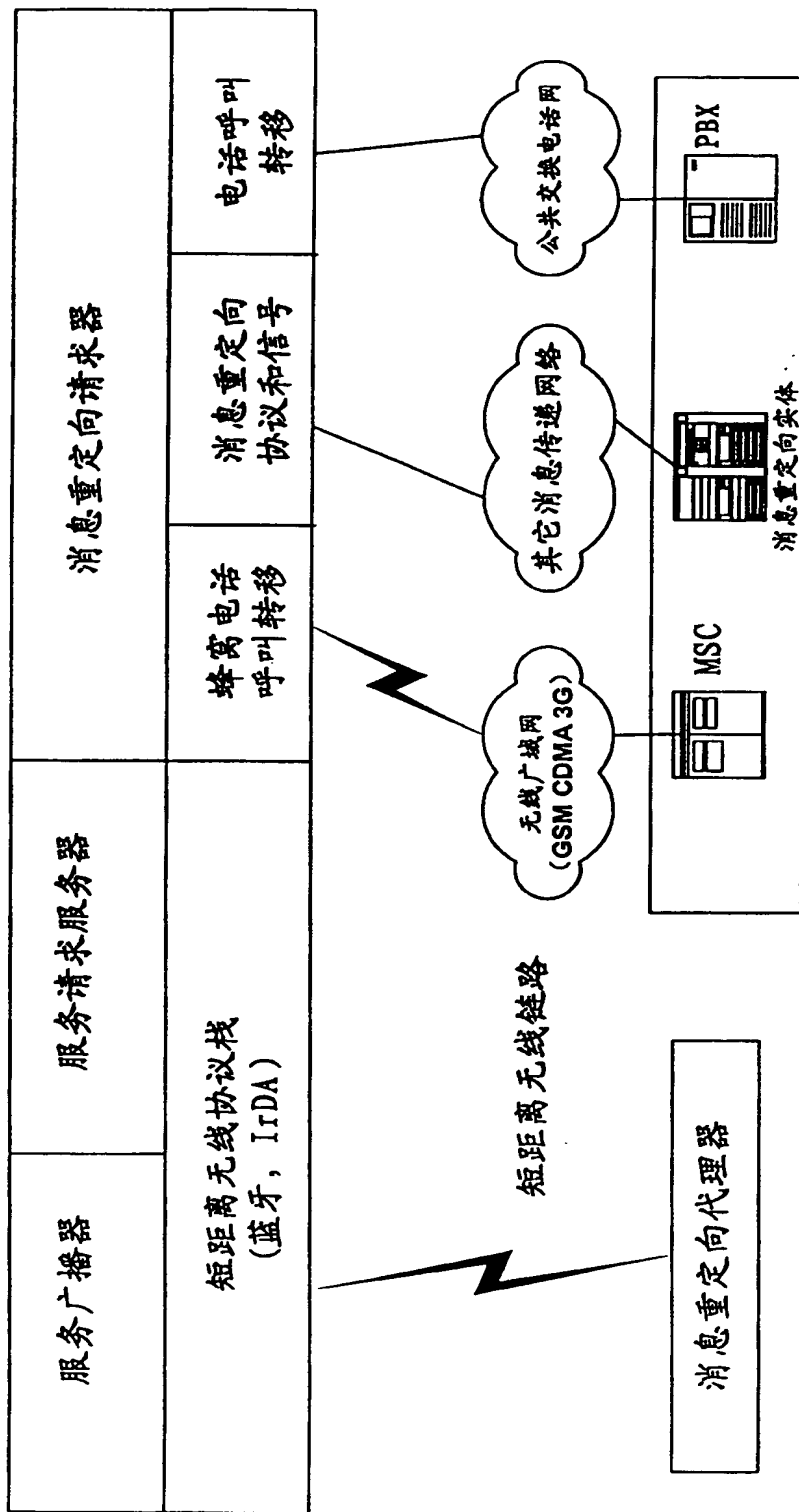 服务广播器
服务请求服务器
消息重定向请求器
短距离无线协议栈
(蓝牙, IrDA)
蜂窝电话
呼叫转移
消息重定向
协议和信号
电话呼叫
转移
短距离无线链路
无线广域网
(GSM CDMA 3G)
其它消息传递网络
公共交换电话网
消息重定向代理器
MSC
消息重定向实体
PBX